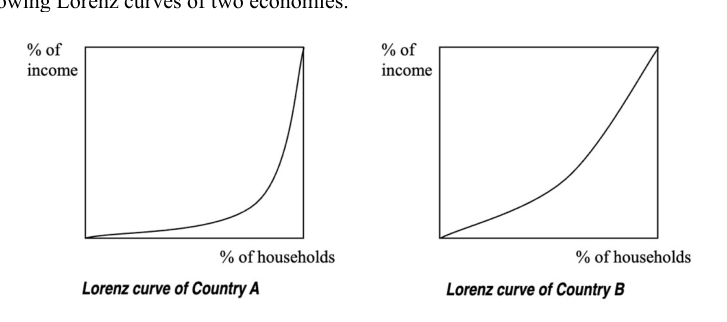 owing Lorenz curves of two economies.
% of
income
% of households
Lorenz curve of Country A
% of
income
% of households
Lorenz curve of Country B